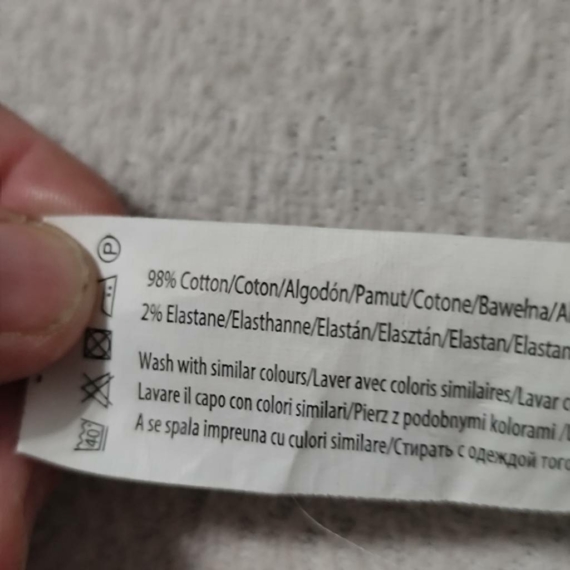 98% Cotton/Coton/Algodón/Pamut/Cotone/Bawełna/
2% Elastane/Elasthanne/Elastán/Elasztán/Elastan/Elastan
Wash with similar colours/Laver avec coloris similaires/Lavar
Lavare il capo con colori similari/Pierz z podobnymi kolorami /
A se spala impreuna cu culori similare/Стирать с одеждой
P
40°